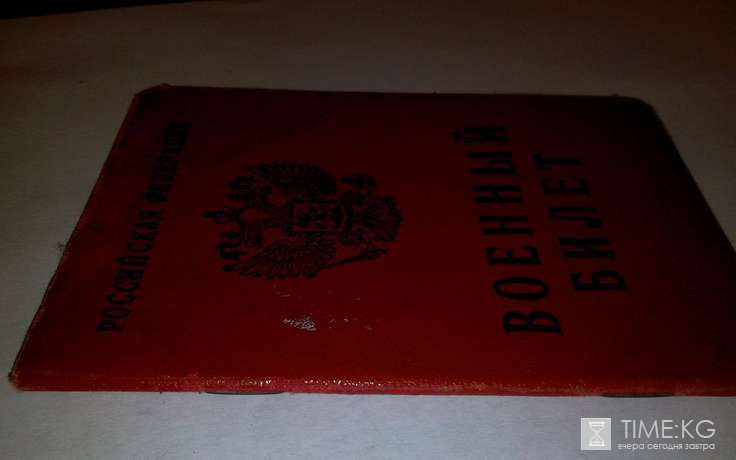 РОССИЙСКАЯ ФЕДЕРАЦИЯ
ВОЕННЫЙ
БИЛЕТ
TIME:KG
вчера сегодня завтра